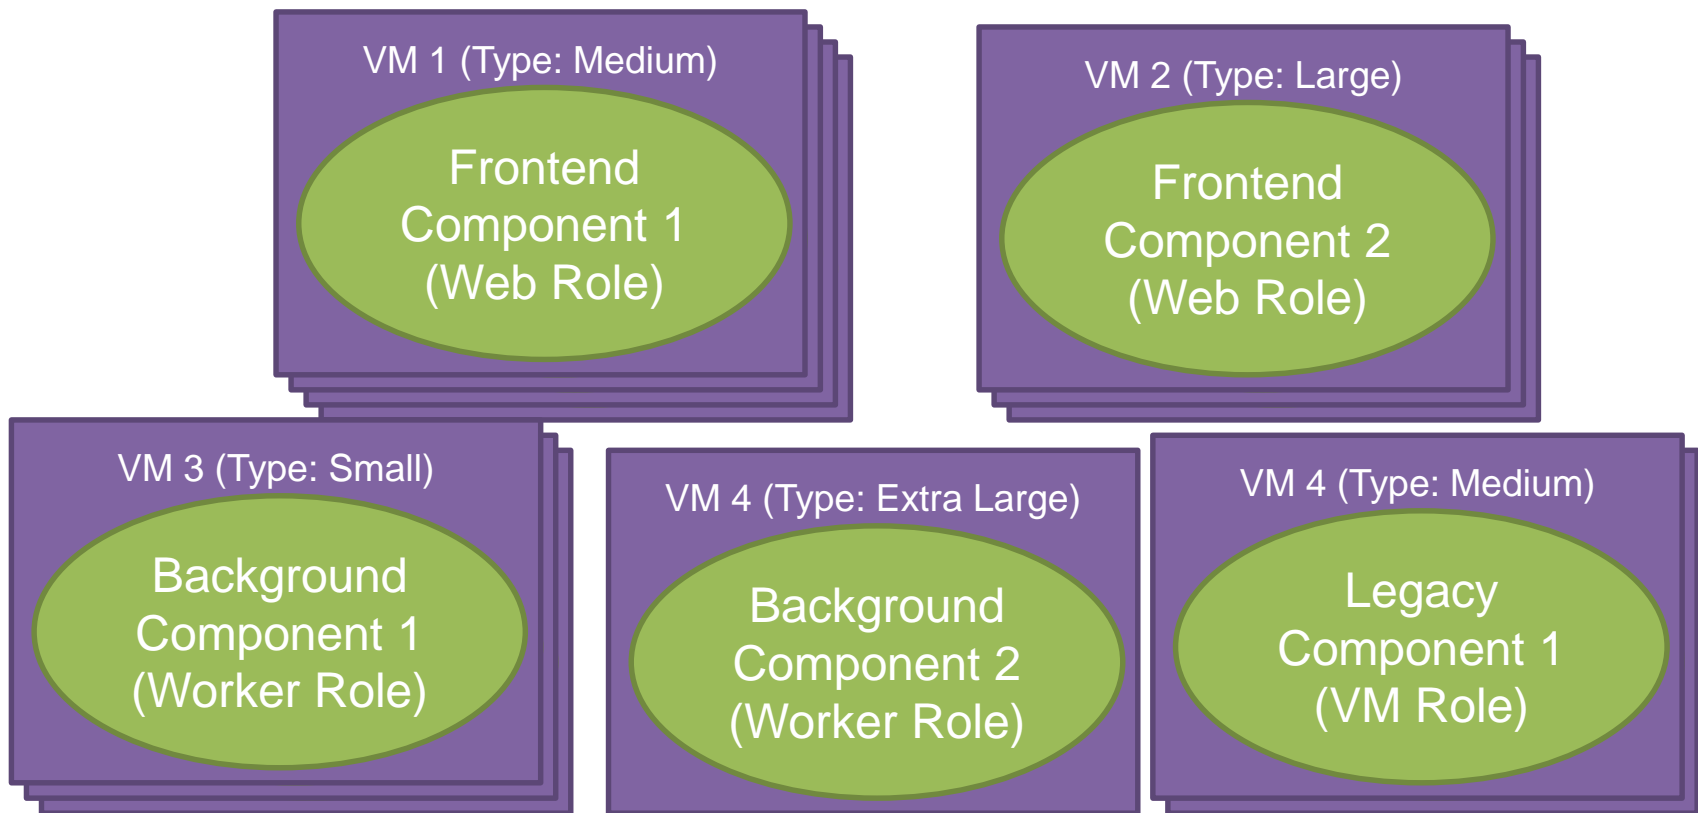 VM 1 (Type: Medium)
Frontend
Component 1
(Web Role)
VM 2 (Type: Large)
Frontend
Component 2
(Web Role)
VM 3 (Type: Small)
Background
Component 1
(Worker Role)
VM 4 (Type: Extra Large)
Background
Component 2
(Worker Role)
VM 4 (Type: Medium)
Legacy
Component 1
(VM Role)